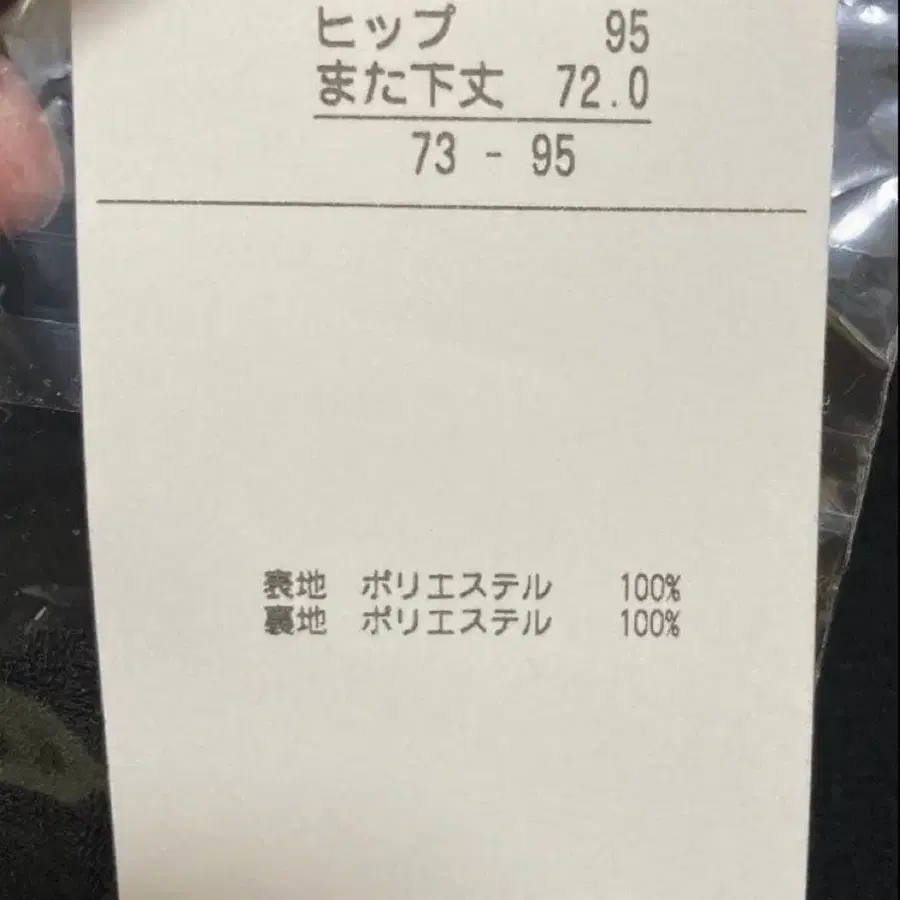 ヒップ 95
また下丈 72.0
73 - 95
表地 ポリエステル 100%
裏地 ポリエステル 100%